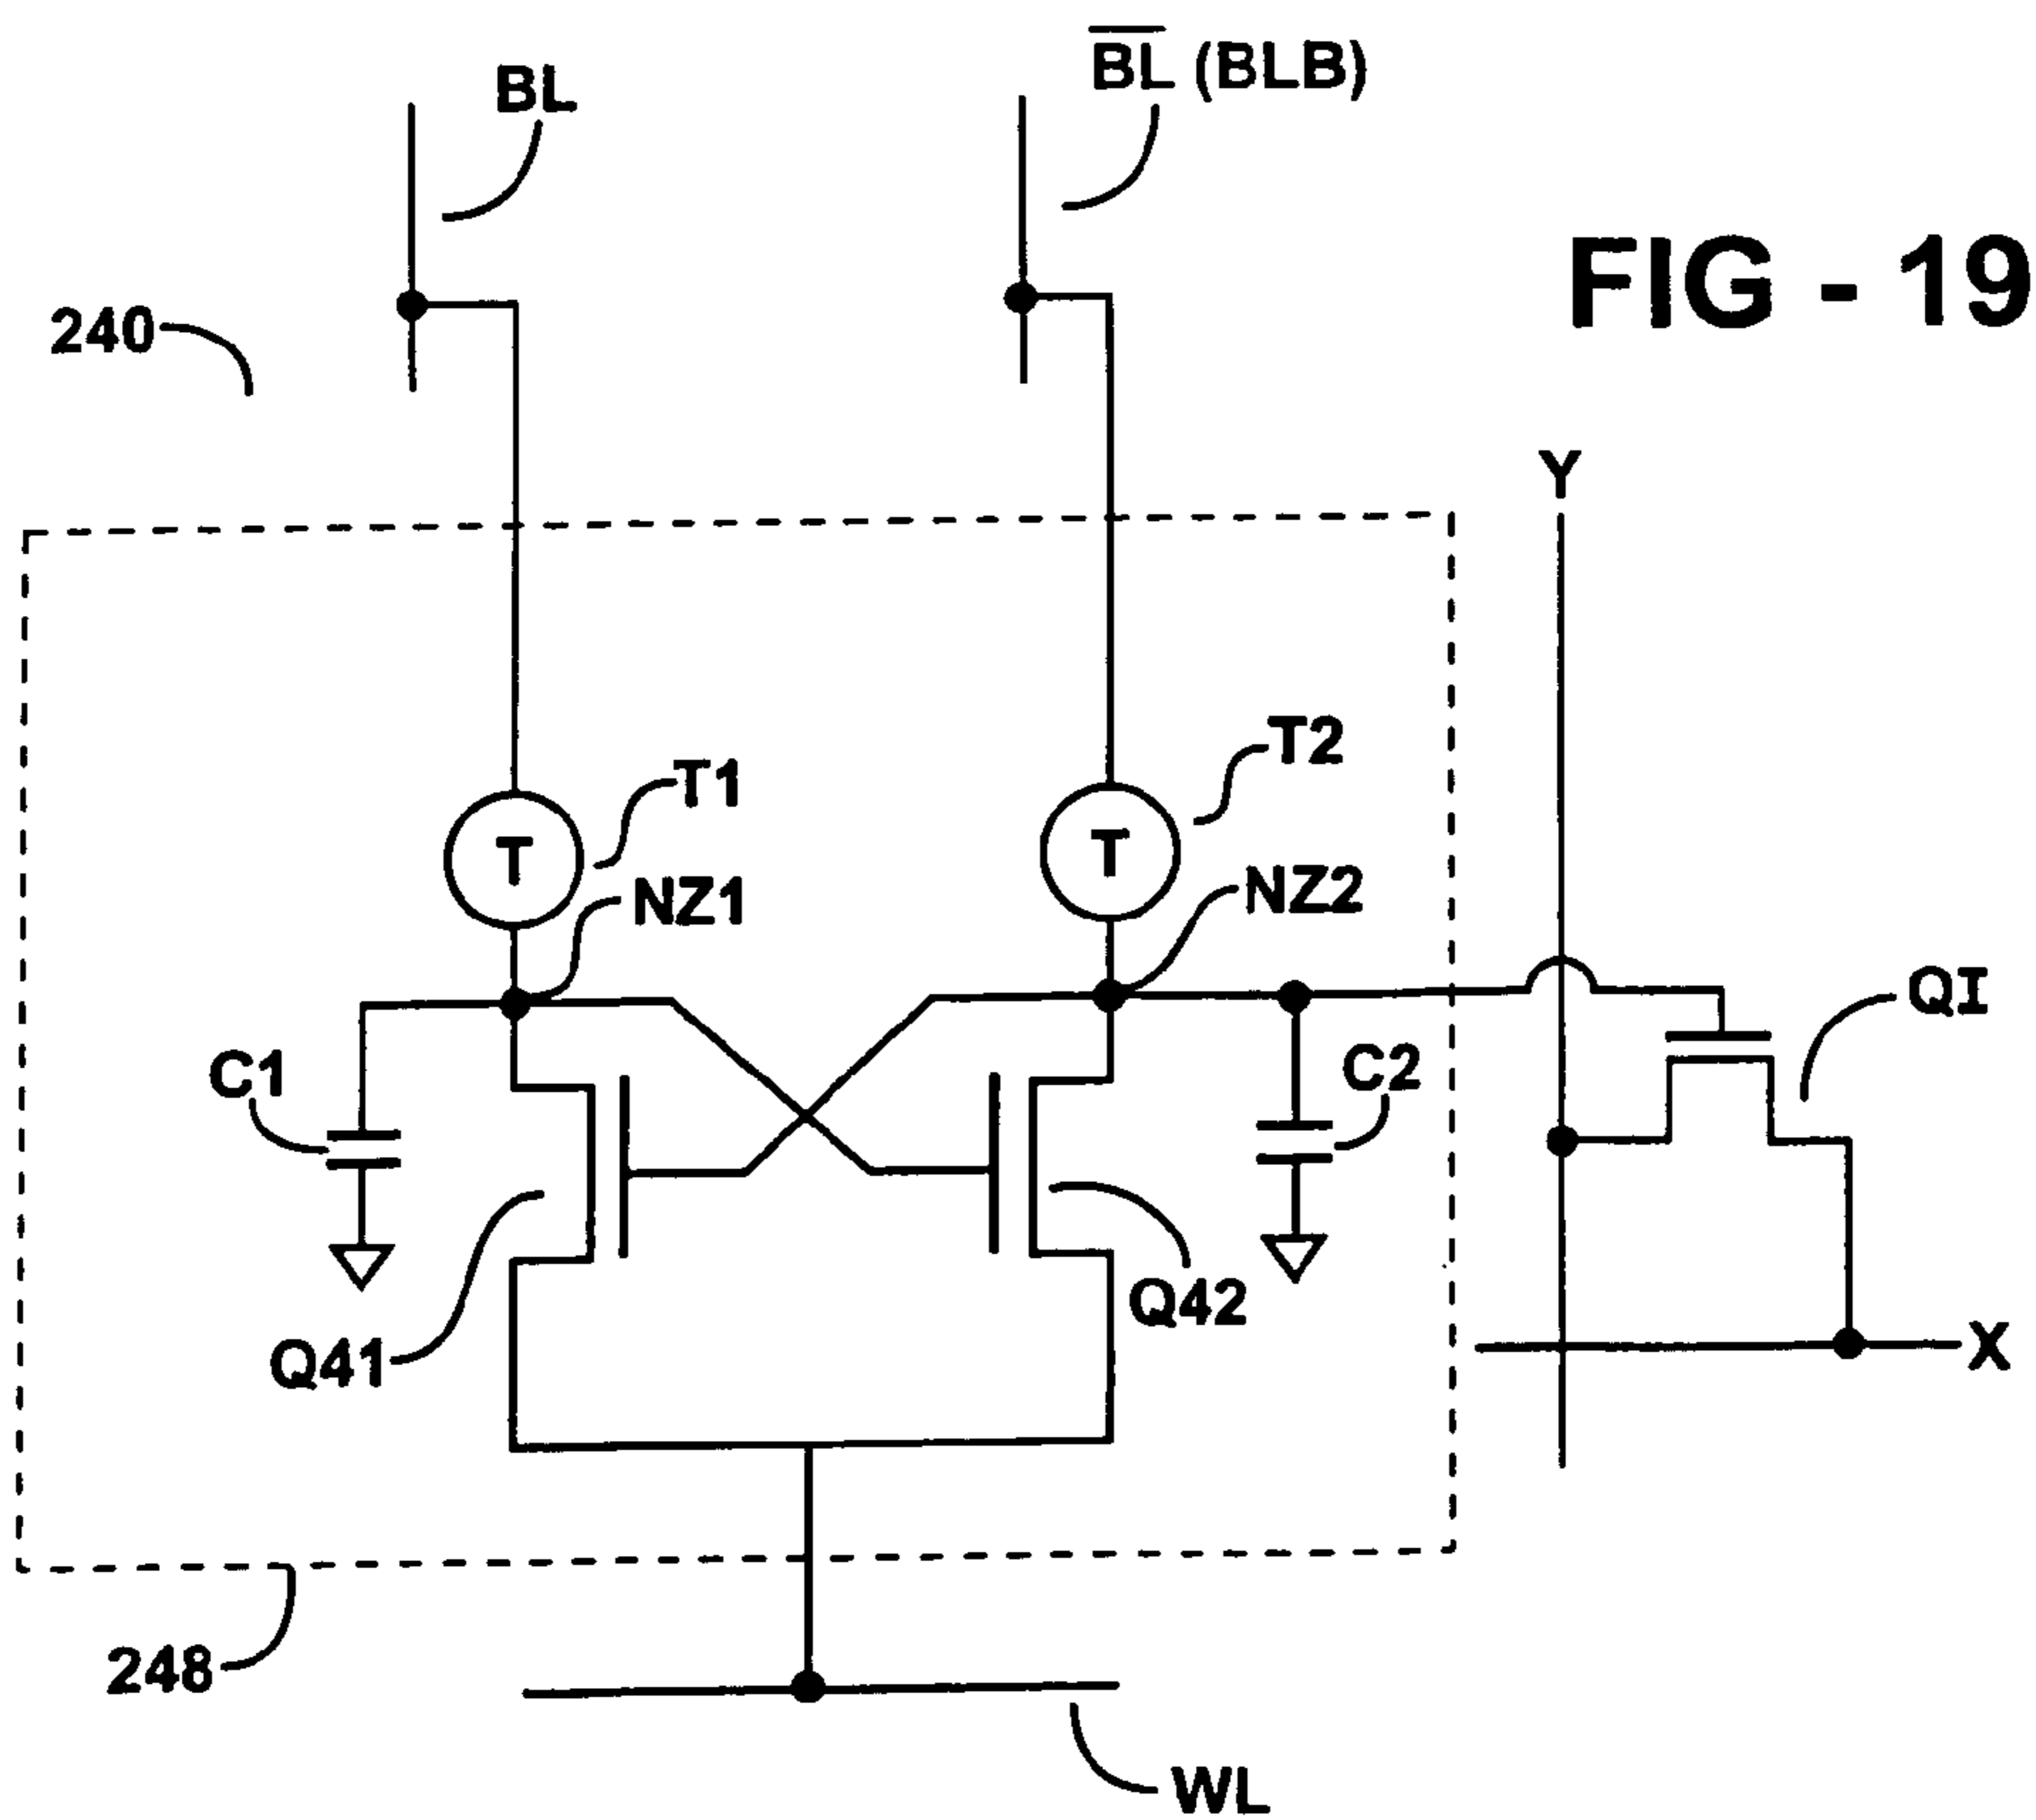 BL
BL (BLB)
FIG - 19
240
Y
T2
T1
T
T
NZ2
NZ1
QI
C1
C2
Q42
Q41
X
248
WL